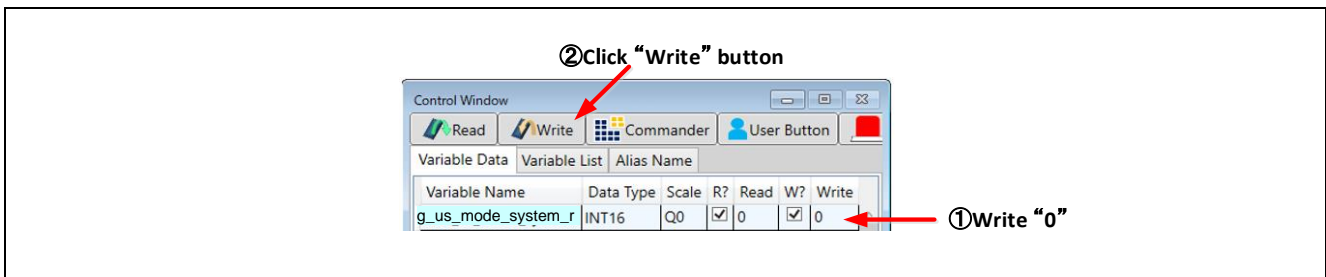 ②Click “Write” button
Control Window
Read Write Commander User Button
Variable Data Variable List Alias Name
Variable Name Data Type Scale R? Read W? Write
g_us_mode_system_r INT16 Q0 0 0
①Write “0”